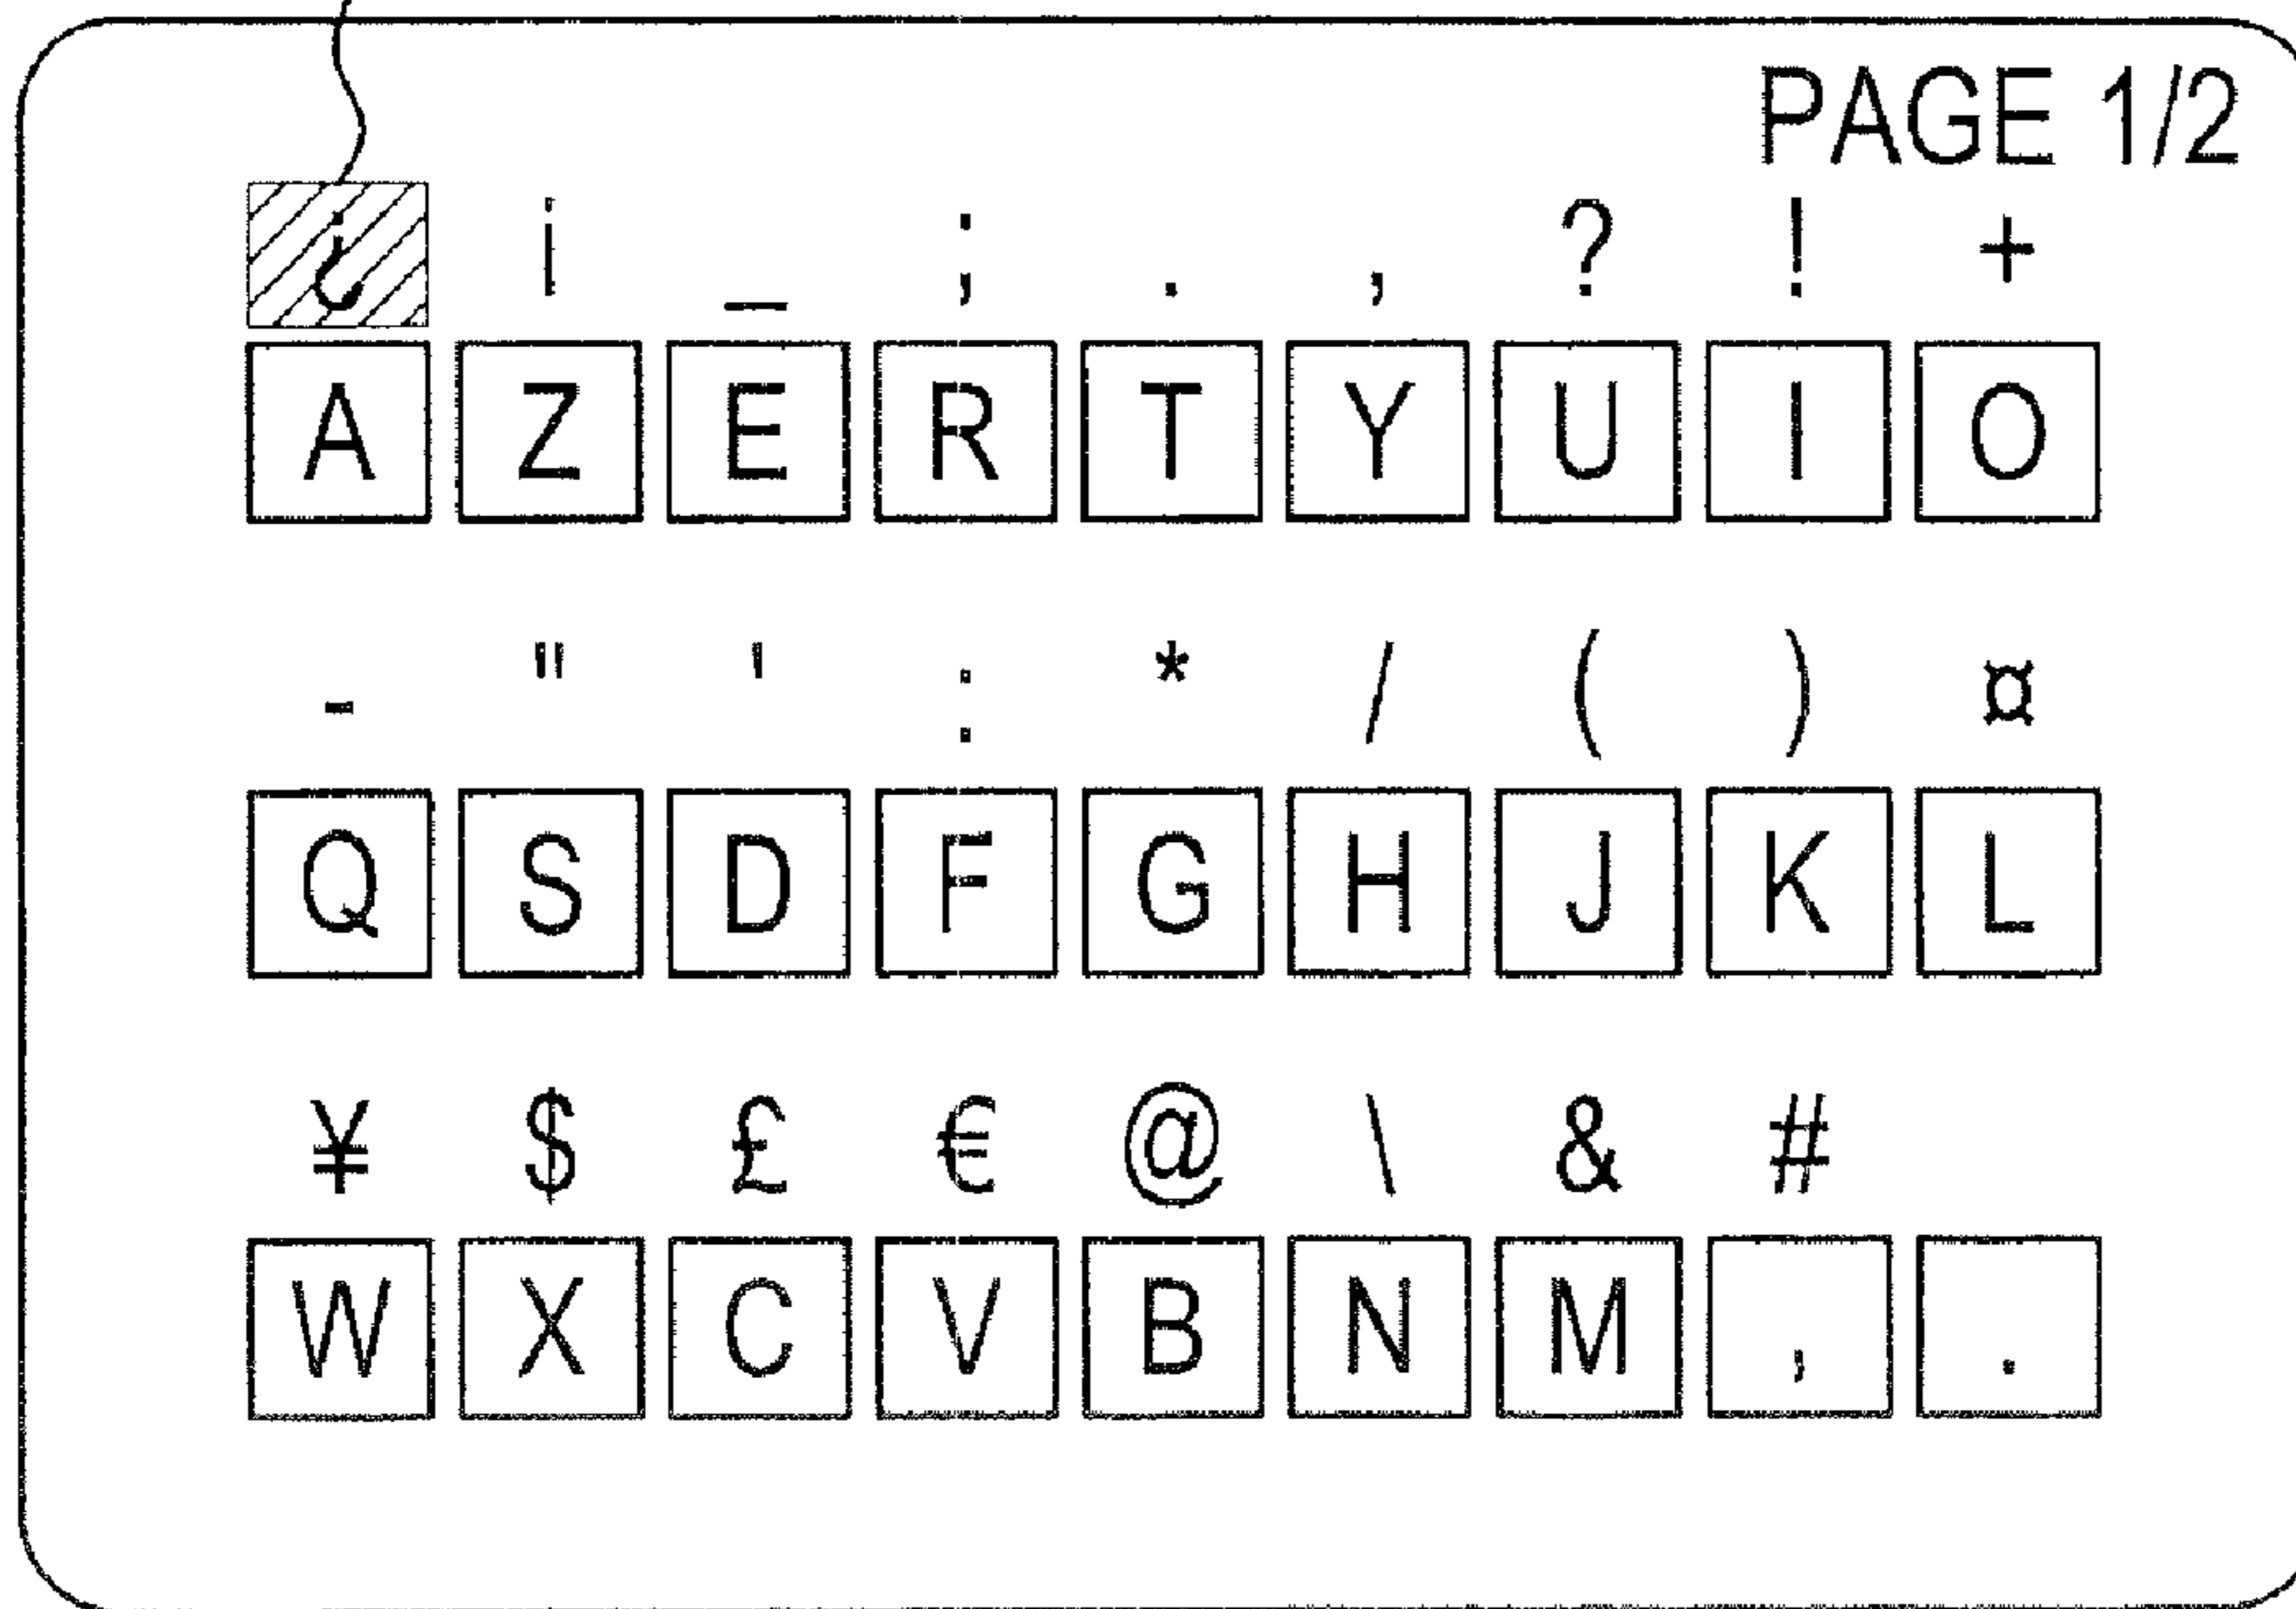 PAGE 1/2
¿ ¡ _ ; . , ? ! +
A Z E R T Y U I O
- " ' : * / ( ) ¤
Q S D F G H J K L
¥ $ £ € @ \ & #
W X C V B N M , .